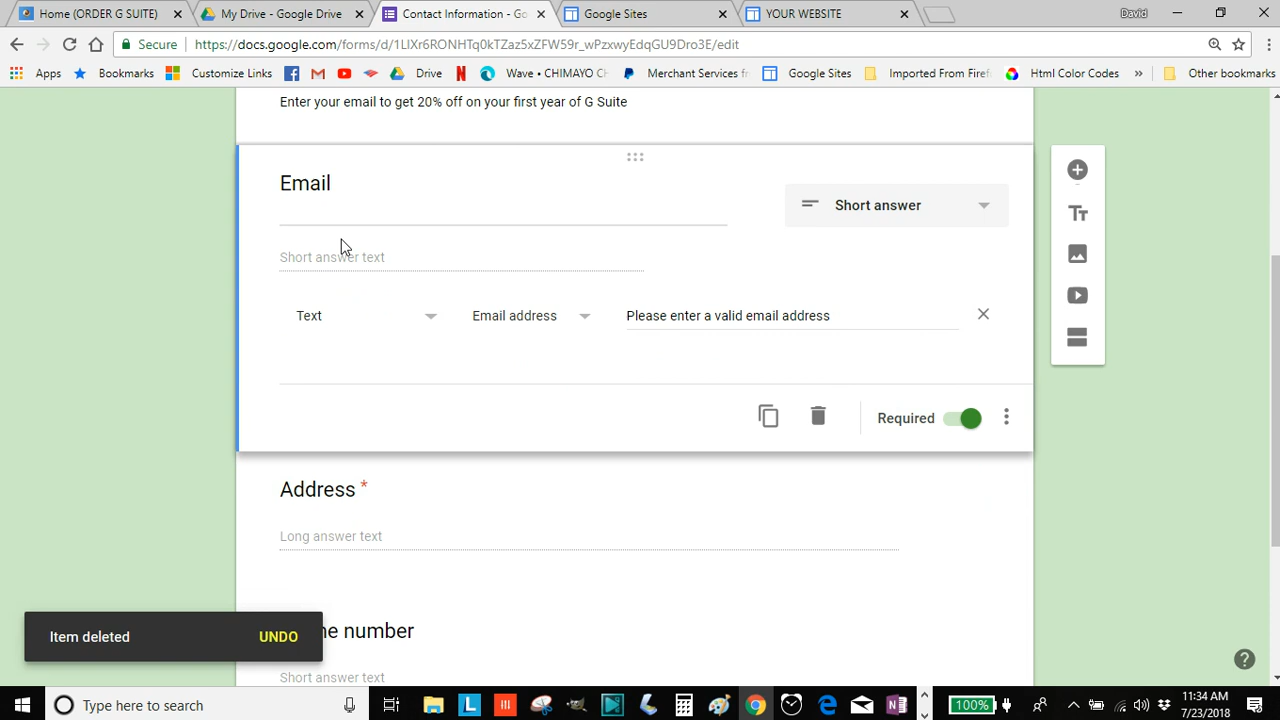 Home (ORDER G SUITE)
My Drive - Google Drive
Contact Information - Go
Google Sites
YOUR WEBSITE
David
Secure
https://docs.google.com/forms/d/1LlXr6RONHTq0kTZaz5xZFW59r_wPzxwyEdqGU9Dro3E/edit
Apps
Bookmarks
Customize Links
Drive
Wave • CHIMAYO C
Merchant Services f
Google Sites
Imported From Firef
Html Color Codes
»
Other bookmarks
Enter your email to get 20% off on your first year of G Suite
Email
Short answer
Short answer text
Text
Email address
Please enter a valid email address
Required
Address *
Long answer text
Item deleted
UNDO
ne number
Short answer text
Type here to search
100%
11:34 AM
7/23/2018